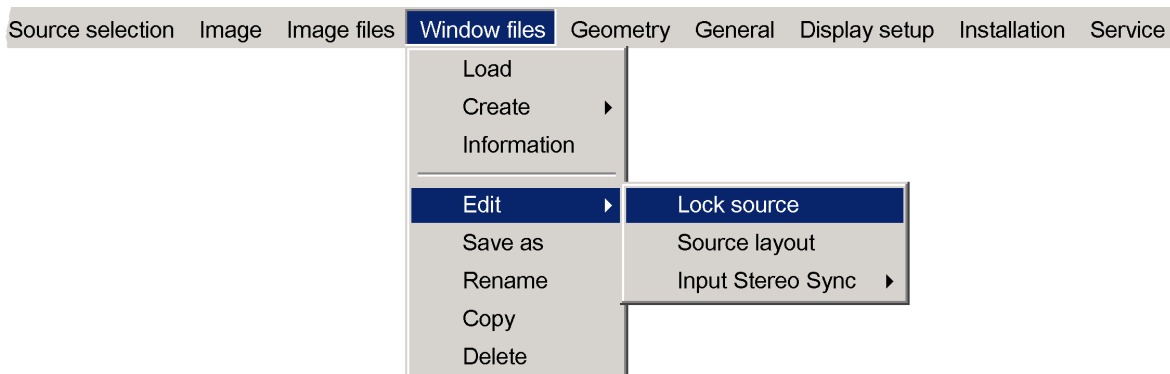 Source selection Image Image files Window files Geometry General Display setup Installation Service
Load
Create
Information
Edit
Lock source
Save as
Source layout
Rename
Input Stereo Sync
Copy
Delete